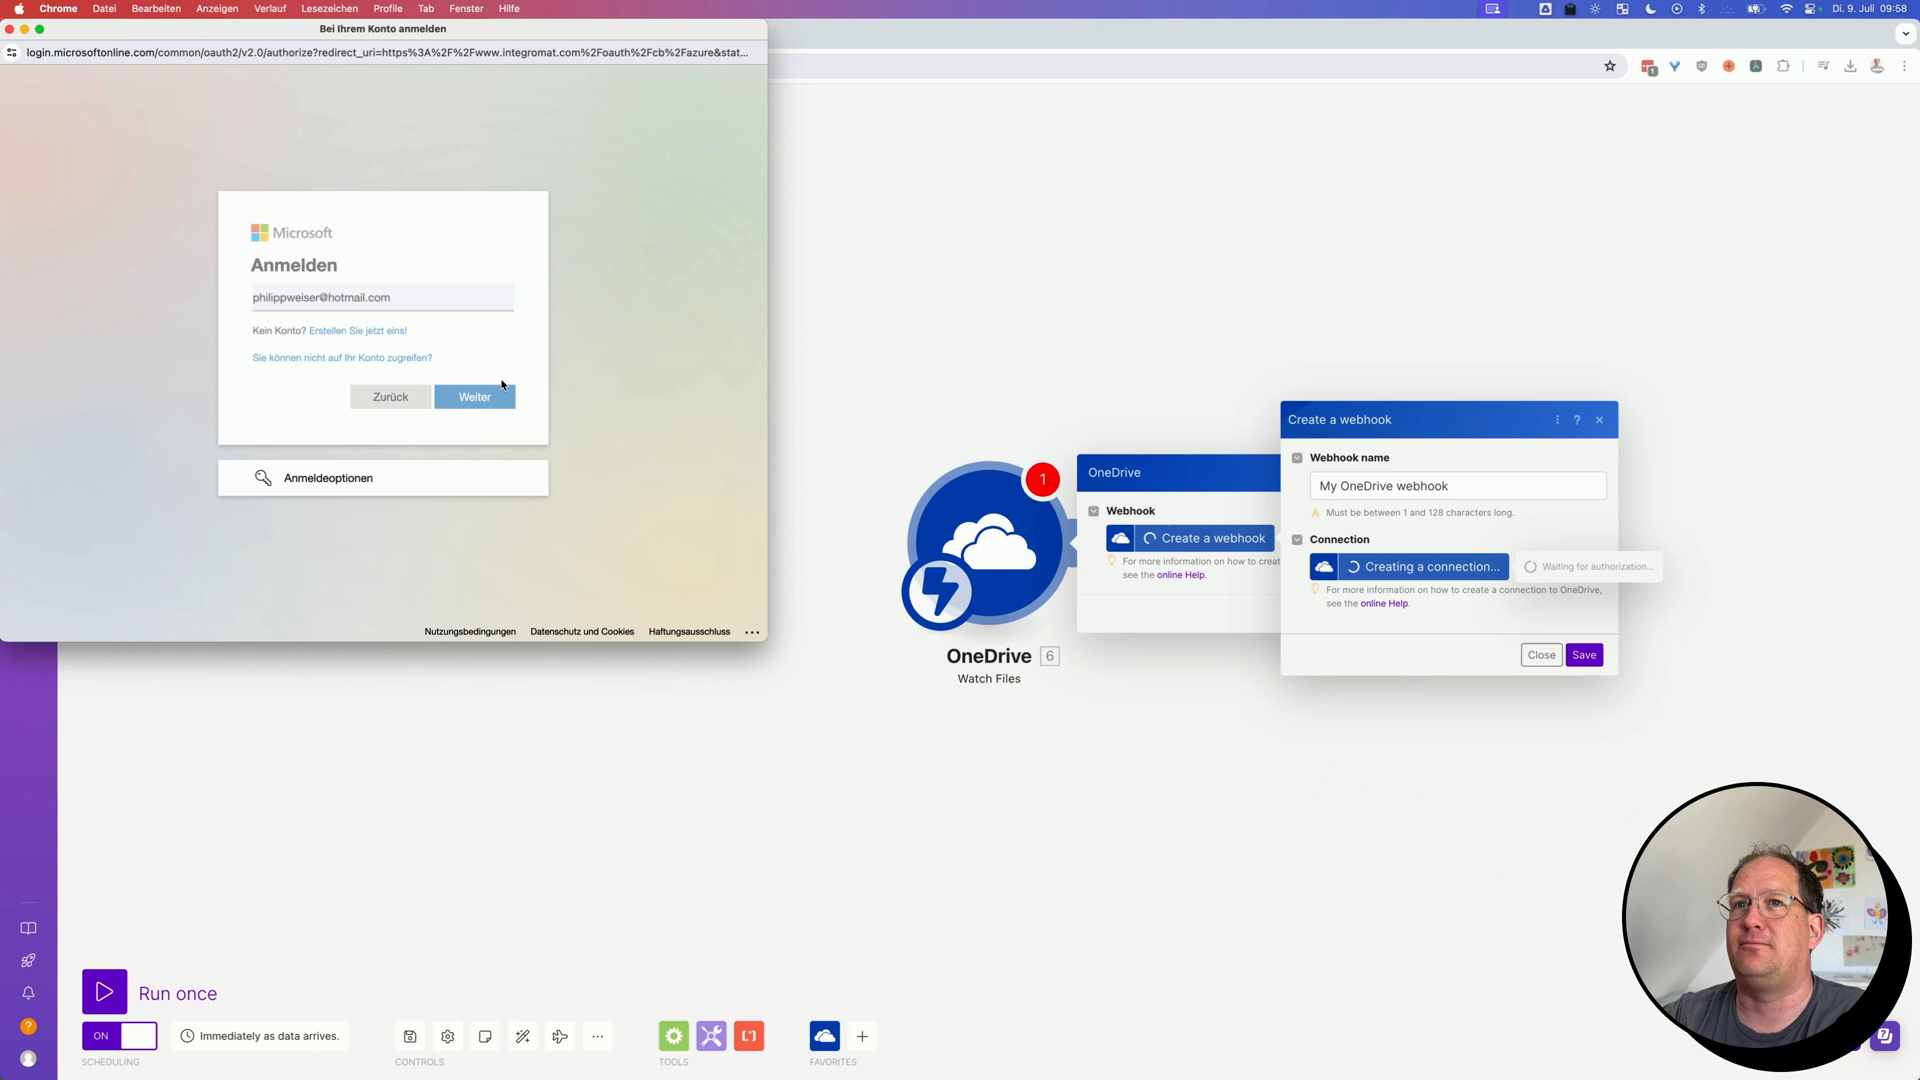 Chrome Datei Bearbeiten Anzeigen Verlauf Lesezeichen Profile Tab Fenster Hilfe
Di. 9. Juli 09:58
Bei Ihrem Konto anmelden
login.microsoftonline.com/common/oauth2/v2.0/authorize?redirect_uri=https%3A%2F%2Fwww.integromat.com%2Foauth%2Fcb%2Fazure&stat...
1
Microsoft
Anmelden
philippweiser@hotmail.com
Kein Konto? Erstellen Sie jetzt eins!
Sie können nicht auf Ihr Konto zugreifen?
Zurück
Weiter
Anmeldeoptionen
Nutzungsbedingungen Datenschutz und Cookies Haftungsausschluss ...
1
OneDrive 6
Watch Files
OneDrive
Webhook
Create a webhook
For more information on how to creat
see the online Help.
Create a webhook
Webhook name
My OneDrive webhook
Must be between 1 and 128 characters long.
Connection
Creating a connection...
Waiting for authorization...
For more information on how to create a connection to OneDrive,
see the online Help.
Close
Save
Run once
ON
Immediately as data arrives.
SCHEDULING
CONTROLS
TOOLS
FAVORITES